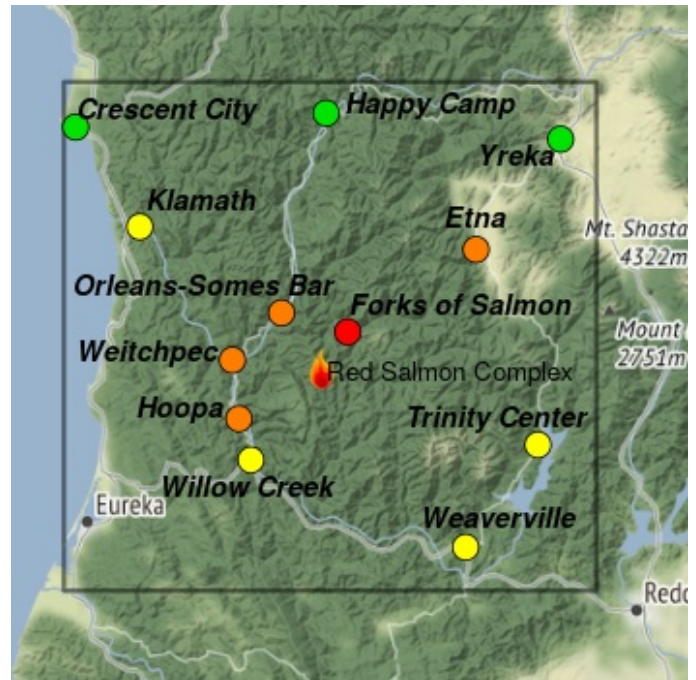 Crescent City
Happy Camp
Yreka
Klamath
Etna
Mt. Shasta
4322m
Orleans-Somes Bar
Forks of Salmon
Mount
2751m
Weitchpec
Red Salmon Complex
Hoopa
Trinity Center
Willow Creek
Eureka
Weaverville
Redd